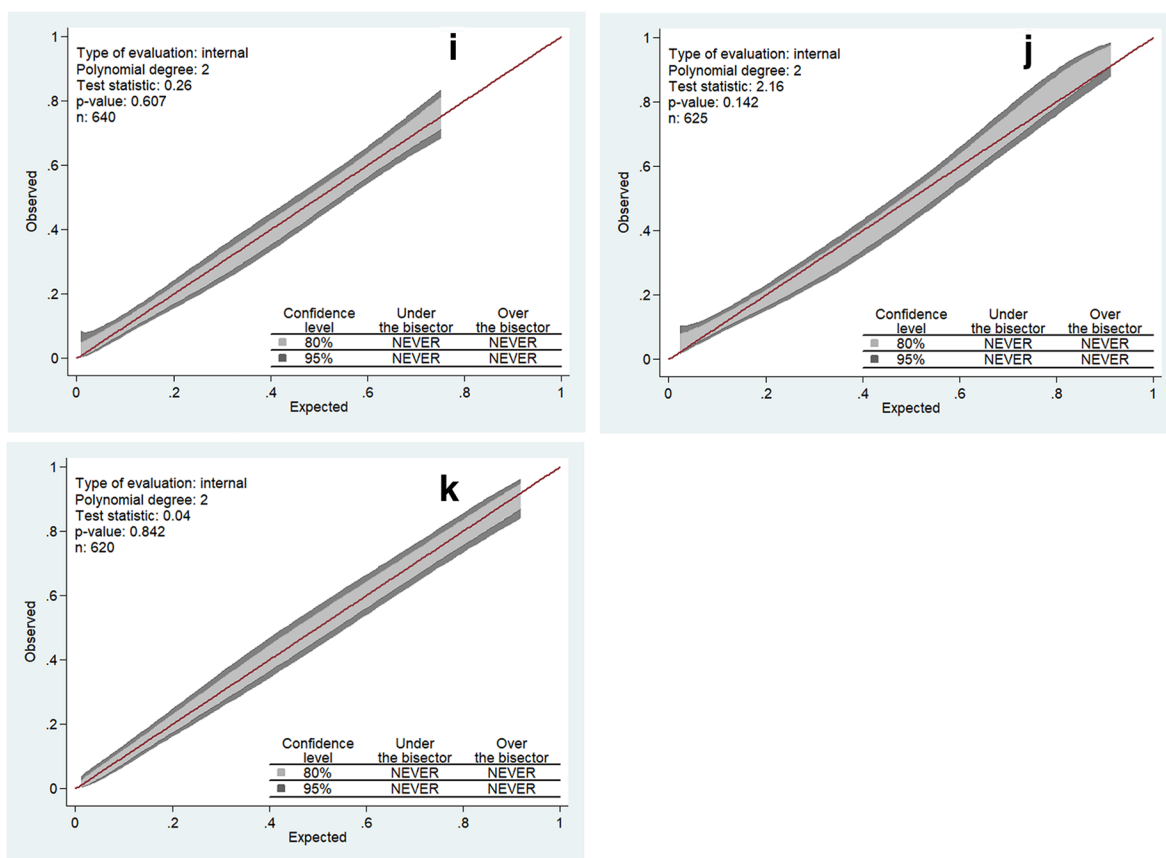 i
Type of evaluation: internal
Polynomial degree: 2
Test statistic: 0.26
p-value: 0.607
n: 640
1
.8
.6
.4
.2
0
Observed
Confidence level Under the bisector Over the bisector
80% NEVER NEVER
95% NEVER NEVER
0 .2 .4 .6 .8 1
Expected
j
Type of evaluation: internal
Polynomial degree: 2
Test statistic: 2.16
p-value: 0.142
n: 625
1
.8
.6
.4
.2
0
Observed
Confidence level Under the bisector Over the bisector
80% NEVER NEVER
95% NEVER NEVER
0 .2 .4 .6 .8 1
Expected
k
Type of evaluation: internal
Polynomial degree: 2
Test statistic: 0.04
p-value: 0.842
n: 620
1
.8
.6
.4
.2
0
Observed
Confidence level Under the bisector Over the bisector
80% NEVER NEVER
95% NEVER NEVER
0 .2 .4 .6 .8 1
Expected